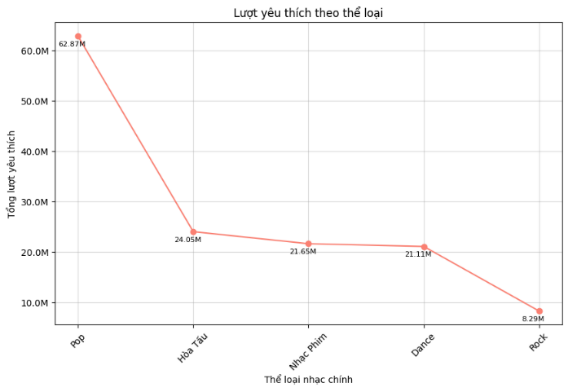 Lượt yêu thích theo thể loại
Tổng lượt yêu thích
60.0M
50.0M
40.0M
30.0M
20.0M
10.0M
62.87M
24.05M
21.65M
21.11M
8.29M
Pop
Hòa Tấu
Nhạc Phim
Dance
Rock
Thể loại nhạc chính